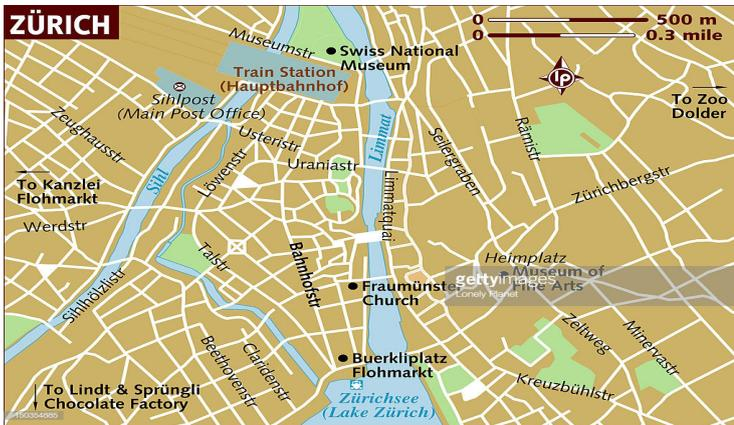 ZÜRICH
0 500 m
0 0.3 mile
Museumstr
Swiss National
Museum
Train Station
(Hauptbahnhof)
Sihlpost
(Main Post Office)
LP
To Zoo
Dolder
Zeughausstr
Usteristr
Limmat
Seilergraben
Rämistr
Uraniastr
Löwenstr
Sihl
To Kanzlei
Flohmarkt
Limmatquai
Zürichbergstr
Werdstr
Talstr
Bahnhofstr
Heimplatz
Museum of
Fine Arts
gettyimages
Lonely Planet
Sihlhölzlistr
Fraumünster
Church
Zeltweg
Minervastr
Beethovenstr
Claridenstr
Buerkliplatz
Flohmarkt
Kreuzbühlstr
To Lindt & Sprüngli
Chocolate Factory
Zürichsee
(Lake Zürich)
150354685